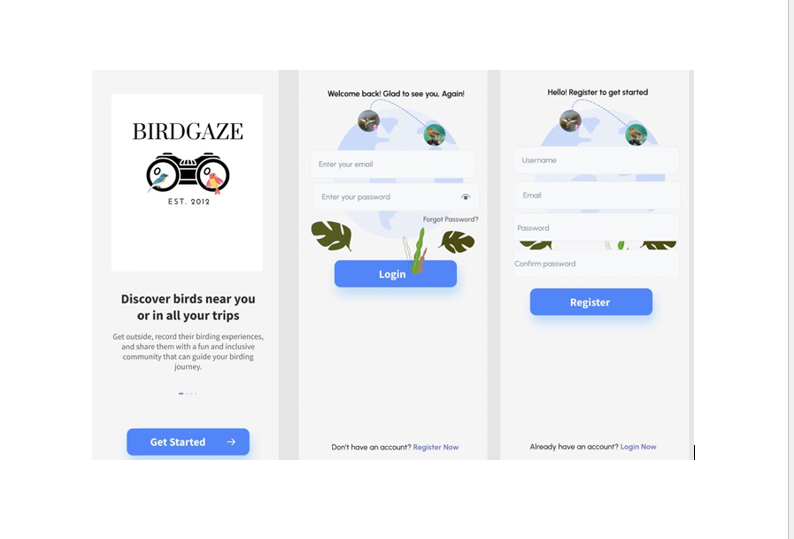 BIRDGAZE
EST. 2012
Discover birds near you
or in all your trips
Get outside, record their birding experiences,
and share them with a fun and inclusive
community that can guide your birding
journey.
Get Started
Welcome back! Glad to see you, Again!
Enter your email
Enter your password
Forgot Password?
Login
Don't have an account? Register Now
Hello! Register to get started
Username
Email
Password
Confirm password
Register
Already have an account? Login Now